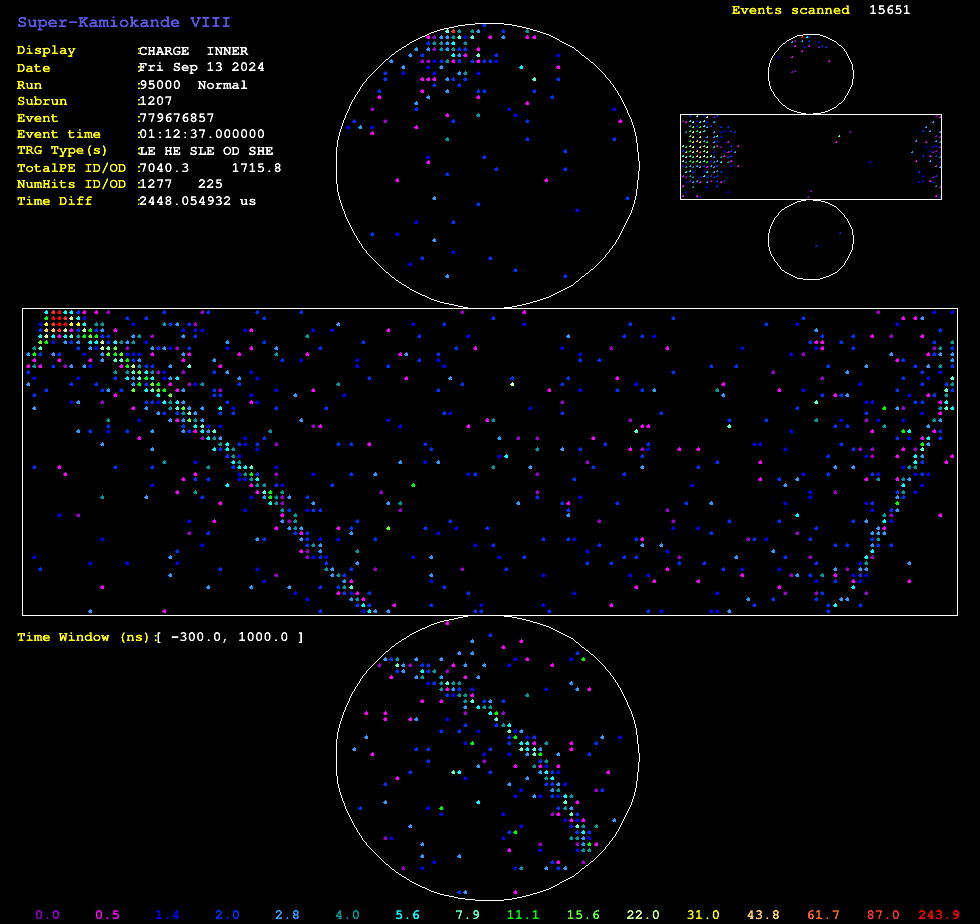 Super-Kamiokande VIII
Events scanned 15651
Display :CHARGE INNER
Date :Fri Sep 13 2024
Run :95000 Normal
Subrun :1207
Event :779676857
Event time :01:12:37.000000
TRG Type(s) :LE HE SLE OD SHE
TotalPE ID/OD :7040.3 1715.8
NumHits ID/OD :1277 225
Time Diff :2448.054932 us
Time Window (ns):[ -300.0, 1000.0 ]
0.0 0.5 1.4 2.0 2.8 4.0 5.6 7.9 11.1 15.6 22.0 31.0 43.8 61.7 87.0 243.9